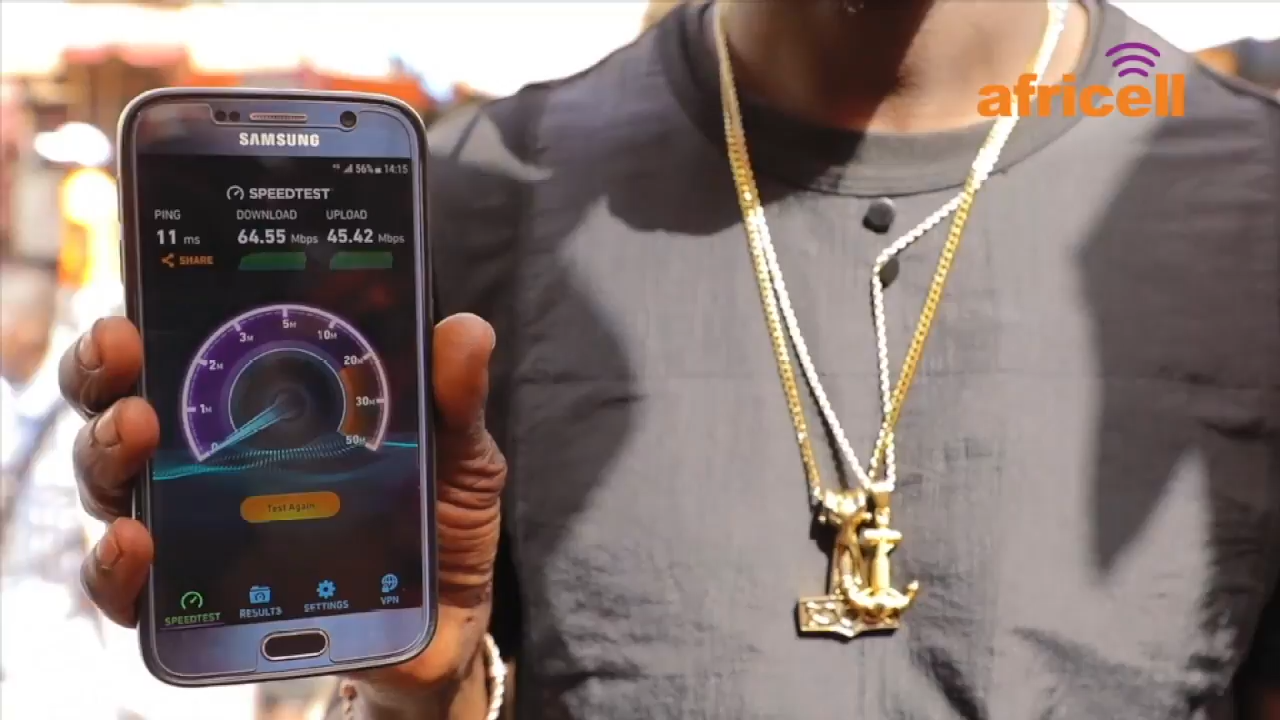 africell
SAMSUNG
56% 14:15
SPEEDTEST
PING DOWNLOAD UPLOAD
11 ms 64.55 Mbps 45.42 Mbps
SHARE
5M
3M 10M
2M 20M
1M 30M
0 50M
Test Again
SPEEDTEST RESULTS SETTINGS VPN